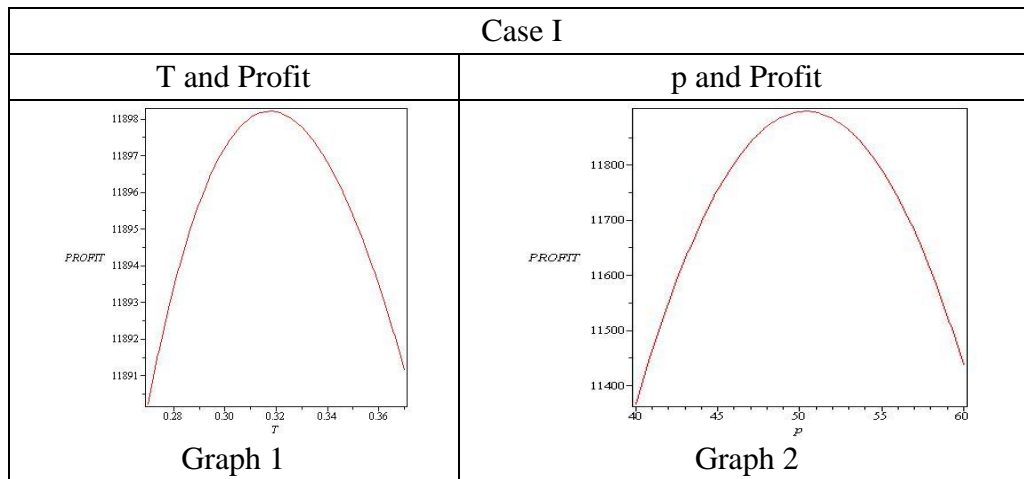 Case I
T and Profit
p and Profit
11898
11897
11896
11895
PROFIT
11894
11893
11892
11891
0.28 0.30 0.32 0.34 0.36
T
Graph 1
11800
11700
PROFIT
11600
11500
11400
40 45 50 55 60
p
Graph 2